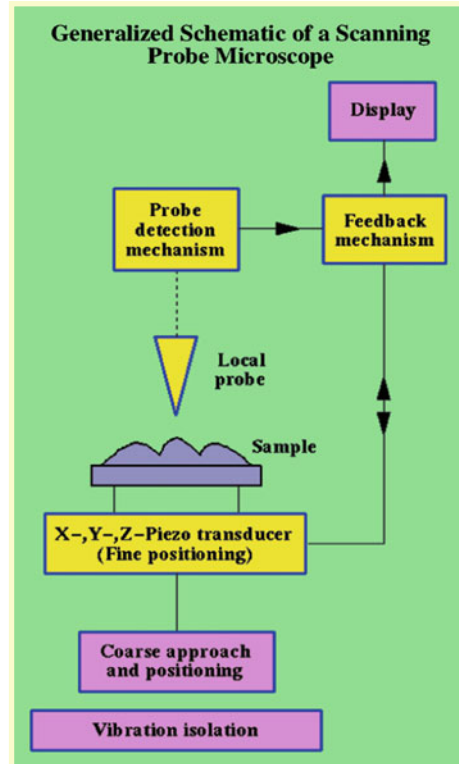 Generalized Schematic of a Scanning
Probe Microscope
Display
Probe
detection
mechanism
Feedback
mechanism
Local
probe
Sample
X-,Y-,Z-Piezo transducer
(Fine positioning)
Coarse approach
and positioning
Vibration isolation